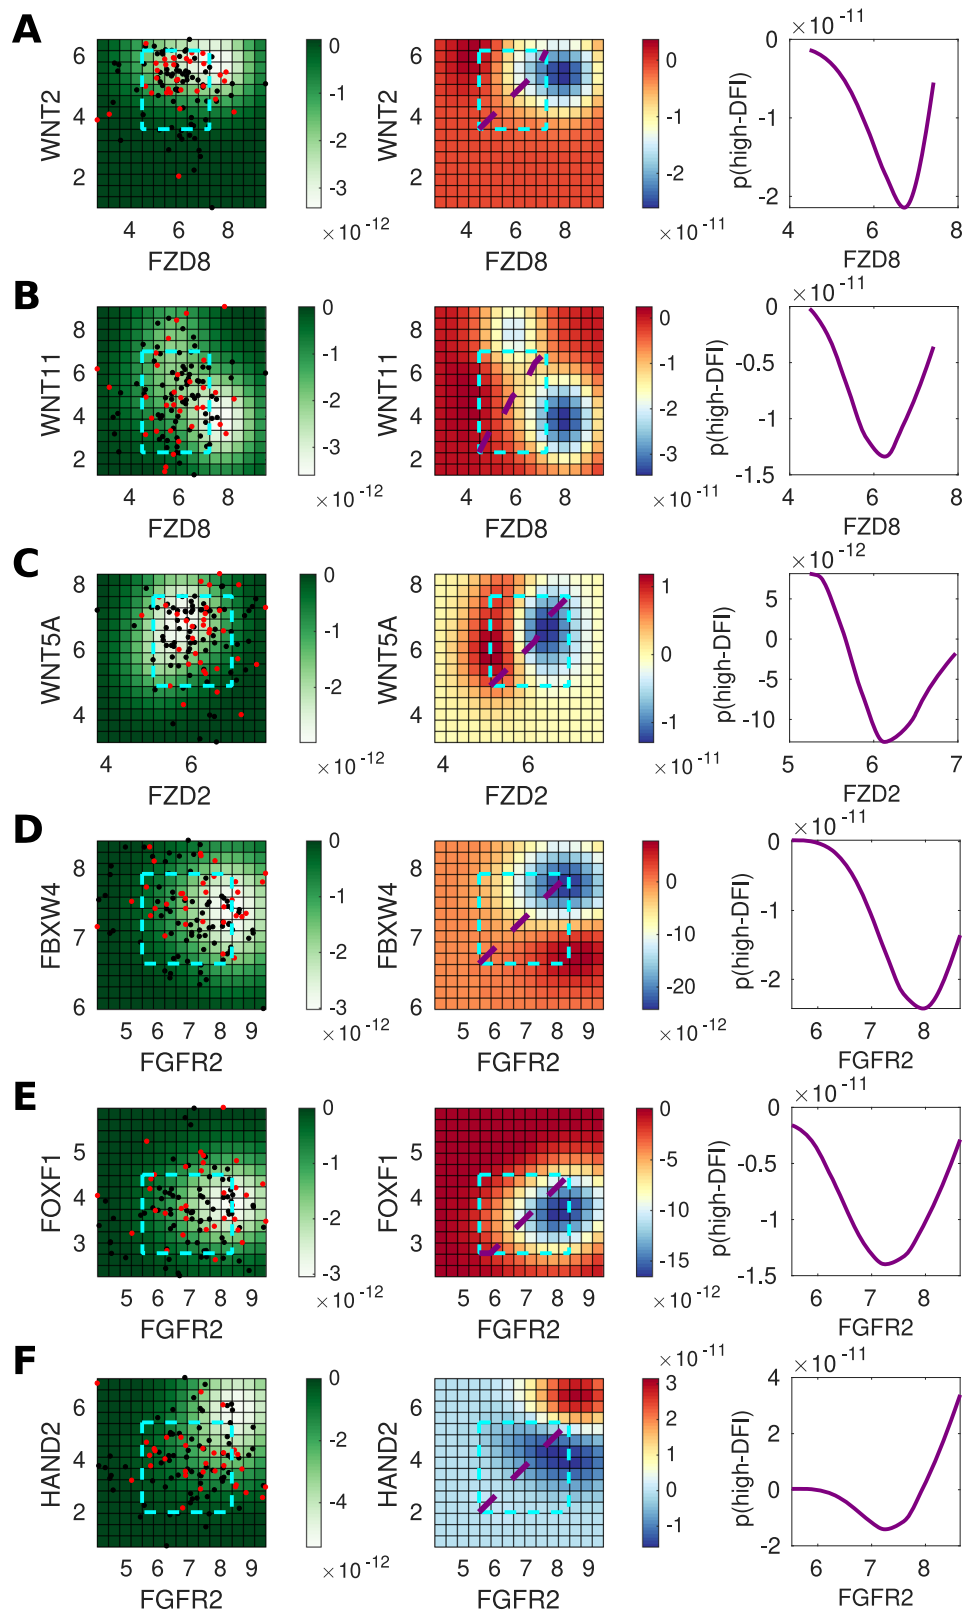 A
WNT2
6
4
2
4 6 8
FZD8
0
-1
-2
-3
×10^-12
6
4
2
4 6 8
WNT2
FZD8
0
-1
-2
×10^-11
×10^-11
0
-1
-2
p(high-DFI)
4 6 8
FZD8
B
WNT11
8
6
4
2
4 6 8
FZD8
0
-1
-2
-3
×10^-12
WNT11
8
6
4
2
4 6 8
FZD8
0
-1
-2
-3
×10^-11
×10^-11
0
-0.5
-1
-1.5
p(high-DFI)
4 6 8
FZD8
C
WNT5A
8
6
4
4 6
FZD2
0
-1
-2
×10^-12
WNT5A
8
6
4
4 6
FZD2
1
0
-1
×10^-11
×10^-12
5
0
-5
-10
p(high-DFI)
5 6 7
FZD2
D
FBXW4
8
7
6
5 6 7 8 9
FGFR2
0
-1
-2
-3
×10^-12
FBXW4
8
7
6
5 6 7 8 9
FGFR2
0
-10
-20
×10^-12
×10^-11
0
-1
-2
p(high-DFI)
6 7 8
FGFR2
E
FOXF1
5
4
3
5 6 7 8 9
FGFR2
0
-1
-2
-3
×10^-12
FOXF1
5
4
3
5 6 7 8 9
FGFR2
0
-5
-10
-15
×10^-12
×10^-11
0
-0.5
-1
-1.5
p(high-DFI)
6 7 8
FGFR2
F
HAND2
6
4
2
5 6 7 8 9
FGFR2
0
-2
-4
×10^-12
HAND2
6
4
2
5 6 7 8 9
FGFR2
×10^-11
3
2
1
0
-1
×10^-11
4
2
0
-2
p(high-DFI)
6 7 8
FGFR2